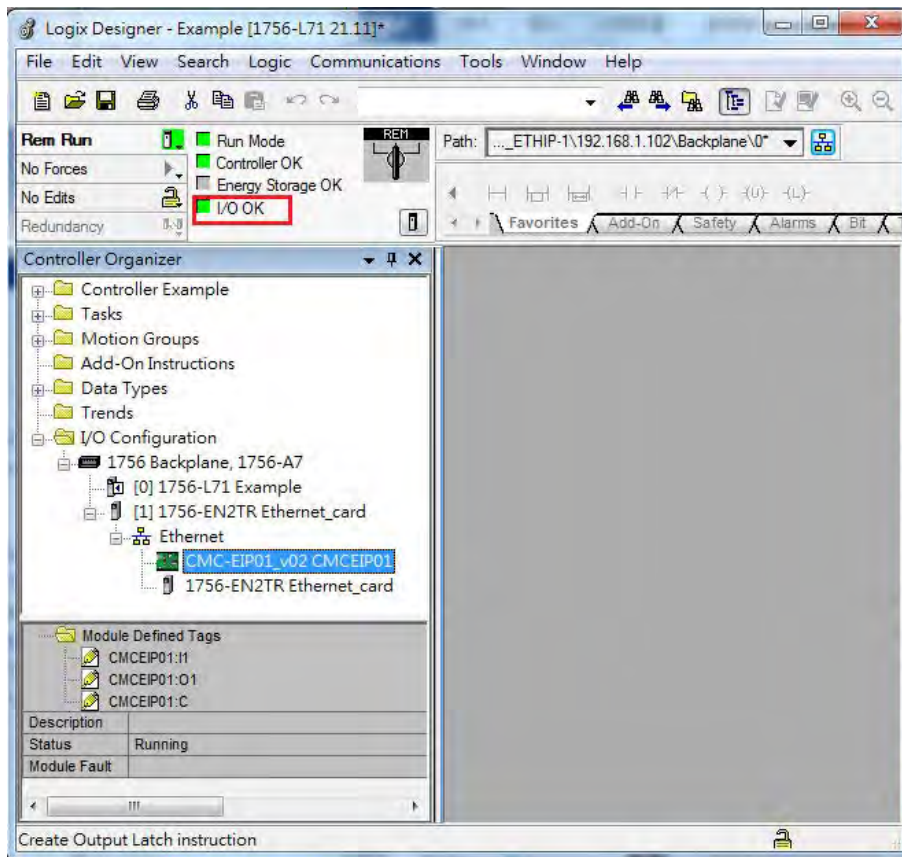 Logix Designer - Example [1756-L71 21.11]*
File Edit View Search Logic Communications Tools Window Help
Rem Run
No Forces
No Edits
Redundancy
Run Mode
Controller OK
Energy Storage OK
I/O OK
REM
Path: ..._ETHIP-1\192.168.1.102\Backplane\0*
Favorites Add-On Safety Alarms Bit
Controller Organizer
Controller Example
Tasks
Motion Groups
Add-On Instructions
Data Types
Trends
I/O Configuration
1756 Backplane, 1756-A7
[0] 1756-L71 Example
[1] 1756-EN2TR Ethernet_card
Ethernet
CMC-EIP01_v02 CMCEIP01
1756-EN2TR Ethernet_card
Module Defined Tags
CMCEIP01:I1
CMCEIP01:O1
CMCEIP01:C
Description
Status Running
Module Fault
Create Output Latch instruction